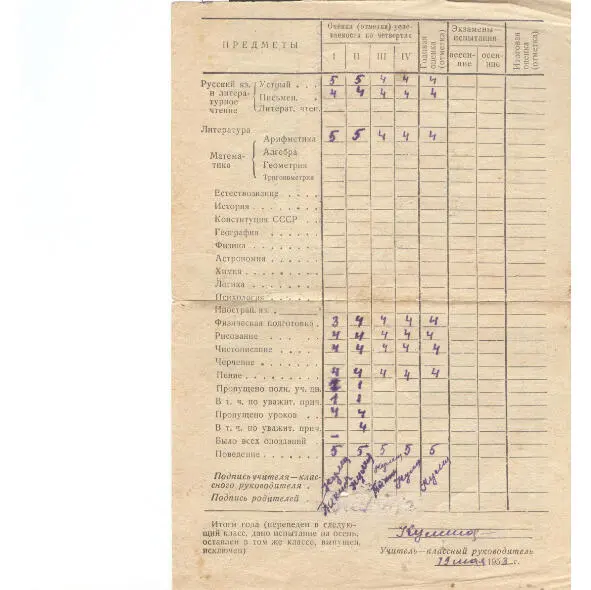 ПРЕДМЕТЫ
Оценка (отметка) успеваемости по четвертям
I II III IV
Годовая оценка (отметка)
Экзамены—испытания
весенние осенние
Итоговая оценка (отметка)
Русский яз. и литературное чтение
Устный . . . 5 5 4 4 4
Письмен. . 4 4 4 4 4
Литерат. чтен.
Литература
Математика
Арифметика 5 5 4 4 4
Алгебра
Геометрия
Тригонометрия
Естествознание . . . .
История . . . . . . .
Конституция СССР . .
География . . . . . .
Физика . . . . . . .
Астрономия . . . . .
Химия . . . . . . . .
Логика . . . . . . .
Психология . . . . .
Иностран. яз. . . . .
Физическая подготовка . 3 4 4 4 4
Рисование . . . . . . 4 4 4 4 4
Чистописание . . . . 4 4 4 4 4
Черчение . . . . . .
Пение . . . . . . . 4 4 4 4 4
Пропущено полн. уч. дн. 1
В т. ч. по уважит. прич. 1 1
Пропущено уроков . . 4 4
В т. ч. по уважит. прич. 4
Было всех опозданий –
Поведение . . . . . . 5 5 5 5 5
Подпись учителя—классного руководителя .
Подпись родителей .
Итоги года (переведен в следующий класс, дано испытание на осень, оставлен в том же классе, выпущен, исключен)
Учитель—классный руководитель
мая 1953 г.